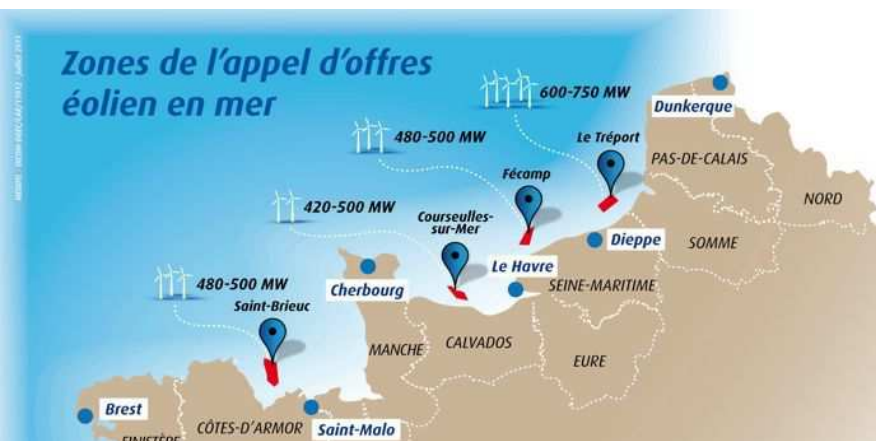 Zones de l'appel d'offres
éolien en mer
600-750 MW
Dunkerque
480-500 MW
Le Tréport
PAS-DE-CALAIS
Fécamp
NORD
420-500 MW
Courseulles-
sur-Mer
Dieppe
SOMME
480-500 MW
Cherbourg
Le Havre
SEINE-MARITIME
Saint-Brieuc
MANCHE
CALVADOS
EURE
Brest
CÔTES-D'ARMOR
Saint-Malo
FINISTÈRE